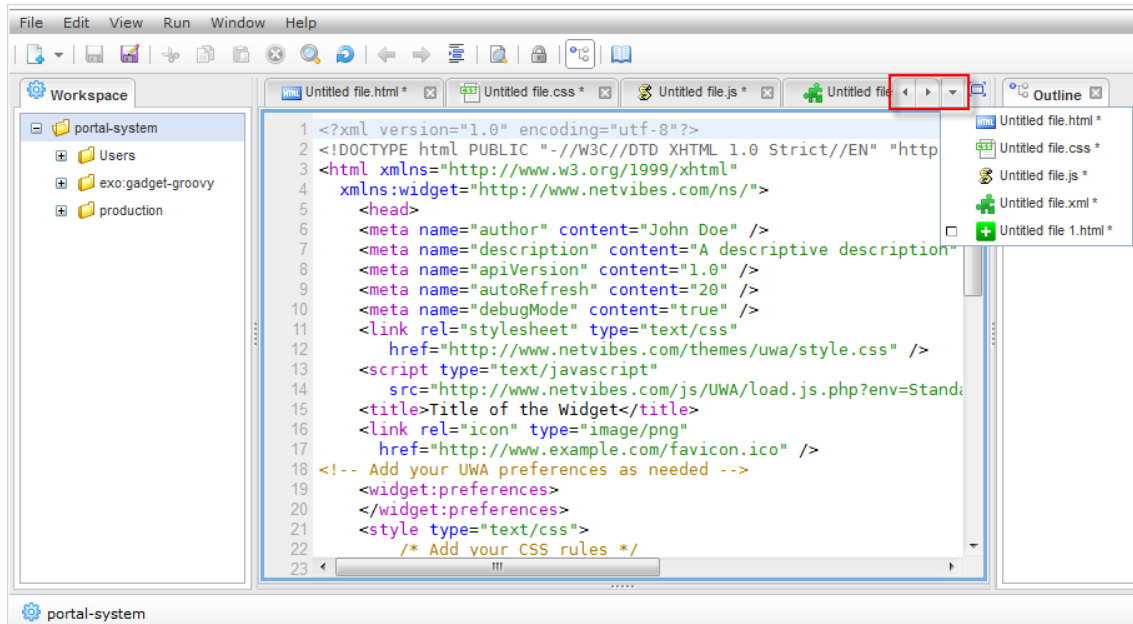 File Edit View Run Window Help
Workspace
Untitled file.html *
Untitled file.css *
Untitled file.js *
Untitled file
Outline
portal-system
Users
exo:gadget-groovy
production
1 <?xml version="1.0" encoding="utf-8"?>
2 <!DOCTYPE html PUBLIC "-//W3C//DTD XHTML 1.0 Strict//EN" "http
3 <html xmlns="http://www.w3.org/1999/xhtml"
4 xmlns:widget="http://www.netvibes.com/ns/">
5 <head>
6 <meta name="author" content="John Doe" />
7 <meta name="description" content="A descriptive description"
8 <meta name="apiVersion" content="1.0" />
9 <meta name="autoRefresh" content="20" />
10 <meta name="debugMode" content="true" />
11 <link rel="stylesheet" type="text/css"
12 href="http://www.netvibes.com/themes/uwa/style.css" />
13 <script type="text/javascript"
14 src="http://www.netvibes.com/js/UWA/load.js.php?env=Standa
15 <title>Title of the Widget</title>
16 <link rel="icon" type="image/png"
17 href="http://www.example.com/favicon.ico" />
18 <!-- Add your UWA preferences as needed -->
19 <widget:preferences>
20 </widget:preferences>
21 <style type="text/css">
22 /* Add your CSS rules */
23
Untitled file.html *
Untitled file.css *
Untitled file.js *
Untitled file.xml *
Untitled file 1.html *
portal-system